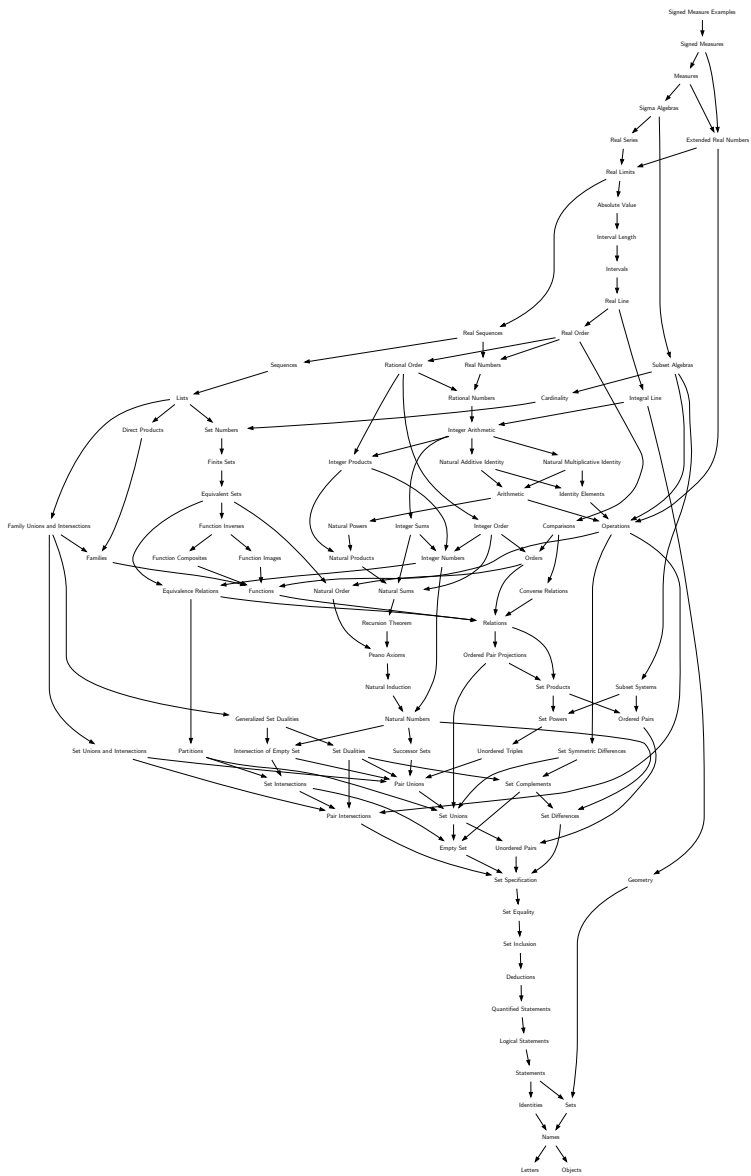 Signed Measure Examples
Signed Measures
Measures
Sigma Algebras
Real Series
Extended Real Numbers
Real Limits
Absolute Value
Interval Length
Intervals
Real Line
Real Sequences
Real Order
Sequences
Rational Order
Real Numbers
Subset Algebras
Lists
Rational Numbers
Cardinality
Integral Line
Direct Products
Set Numbers
Integer Arithmetic
Finite Sets
Integer Products
Natural Additive Identity
Natural Multiplicative Identity
Equivalent Sets
Arithmetic
Identity Elements
Family Unions and Intersections
Function Inverses
Natural Powers
Integer Sums
Integer Order
Comparisons
Operations
Families
Function Composites
Function Images
Natural Products
Integer Numbers
Orders
Equivalence Relations
Functions
Natural Order
Natural Sums
Converse Relations
Recursion Theorem
Relations
Peano Axioms
Ordered Pair Projections
Natural Induction
Set Products
Subset Systems
Generalized Set Dualities
Natural Numbers
Set Powers
Ordered Pairs
Set Unions and Intersections
Partitions
Intersection of Empty Set
Set Dualities
Successor Sets
Unordered Triples
Set Symmetric Differences
Set Intersections
Pair Unions
Set Complements
Pair Intersections
Set Unions
Set Differences
Empty Set
Unordered Pairs
Set Specification
Geometry
Set Equality
Set Inclusion
Deductions
Quantified Statements
Logical Statements
Statements
Identities
Sets
Names
Letters
Objects